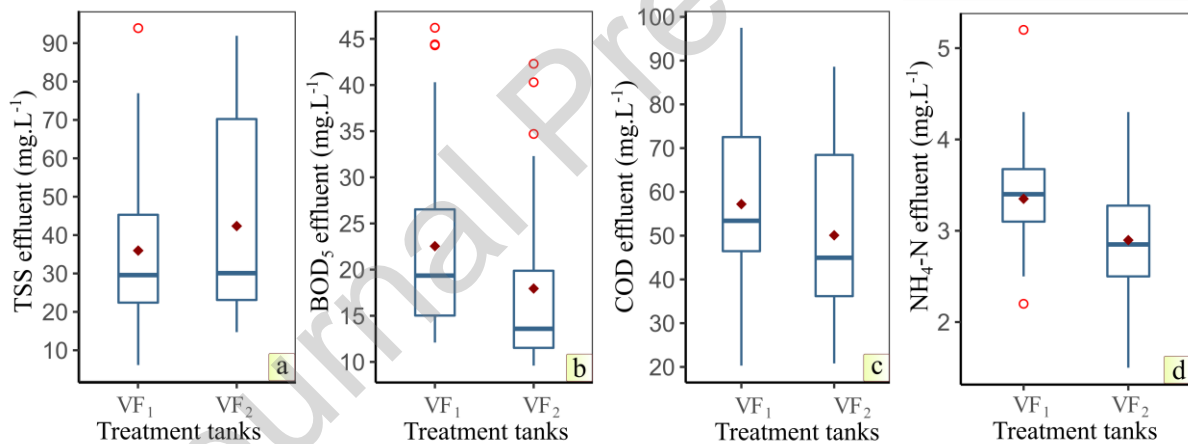 TSS effluent (mg.L⁻¹)
90
80
70
60
50
40
30
20
10
VF₁ VF₂
Treatment tanks
a
BOD₅ effluent (mg.L⁻¹)
45
40
35
30
25
20
15
10
VF₁ VF₂
Treatment tanks
b
COD effluent (mg.L⁻¹)
100
90
80
70
60
50
40
30
20
VF₁ VF₂
Treatment tanks
c
NH₄-N effluent (mg.L⁻¹)
5
4
3
2
VF₁ VF₂
Treatment tanks
d
urnal Pre